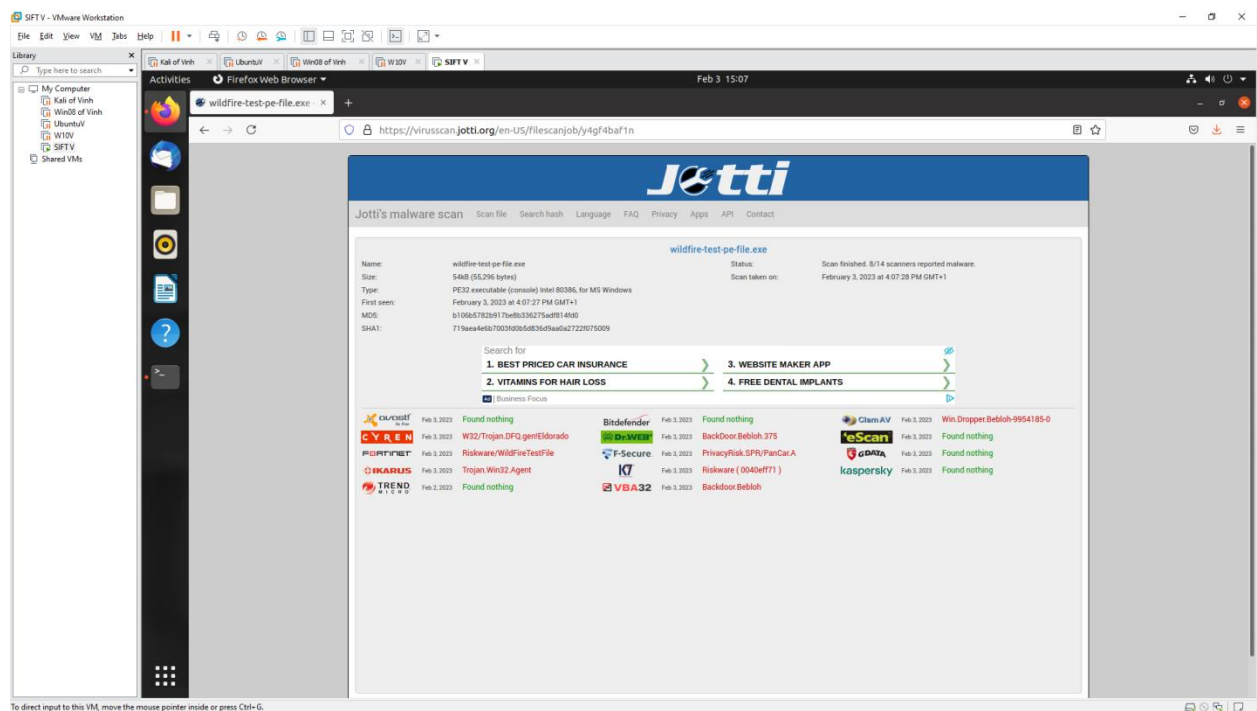 SIFT V - VMware Workstation
File Edit View VM Tabs Help
Library
Type here to search
My Computer
Kali of Vinh
Win08 of Vinh
UbuntuV
W10V
SIFT V
Shared VMs
Kali of Vinh
UbuntuV
Win08 of Vinh
W10V
SIFT V
Activities Firefox Web Browser Feb 3 15:07
wildfire-test-pe-file.exe -
https://virusscan.jotti.org/en-US/filescanjob/y4gf4baf1n
Jotti
Jotti's malware scan Scan file Search hash Language FAQ Privacy Apps API Contact
wildfire-test-pe-file.exe
Name: wildfire-test-pe-file.exe Status: Scan finished. 8/14 scanners reported malware.
Size: 54kB (55,296 bytes) Scan taken on: February 3, 2023 at 4:07:28 PM GMT+1
Type: PE32 executable (console) Intel 80386, for MS Windows
First seen: February 3, 2023 at 4:07:27 PM GMT+1
MD5: b106b5782b917be8b336275adf814fd0
SHA1: 719aea4e6b7003fd0b5d836d9aa0a2722f075009
Search for
1. BEST PRICED CAR INSURANCE 3. WEBSITE MAKER APP
2. VITAMINS FOR HAIR LOSS 4. FREE DENTAL IMPLANTS
Ad | Business Focus
avast! Feb 3, 2023 Found nothing Bitdefender Feb 3, 2023 Found nothing ClamAV Feb 3, 2023 Win.Dropper.Bebloh-9954185-0
CYREN Feb 3, 2023 W32/Trojan.DFQ.gen!Eldorado Dr.WEB Feb 3, 2023 BackDoor.Bebloh.375 eScan Feb 3, 2023 Found nothing
FORTINET Feb 3, 2023 Riskware/WildFireTestFile F-Secure Feb 3, 2023 PrivacyRisk.SPR/PanCar.A G DATA Feb 3, 2023 Found nothing
IKARUS Feb 3, 2023 Trojan.Win32.Agent K7 Feb 3, 2023 Riskware ( 0040eff71 ) kaspersky Feb 3, 2023 Found nothing
TREND MICRO Feb 2, 2023 Found nothing VBA32 Feb 3, 2023 Backdoor.Bebloh
To direct input to this VM, move the mouse pointer inside or press Ctrl+G.